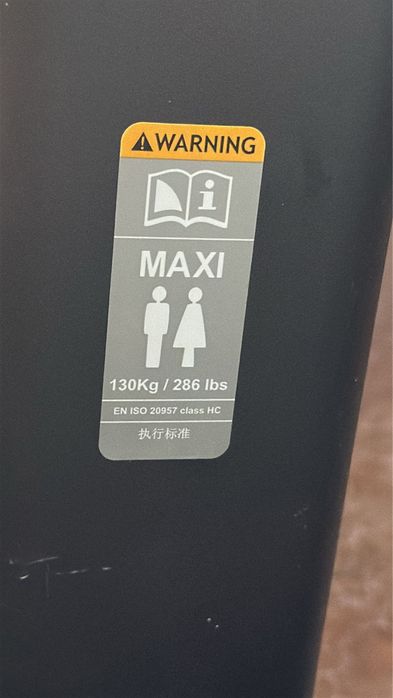 WARNING
MAXI
130Kg / 286 lbs
EN ISO 20957 class HC
执行标准